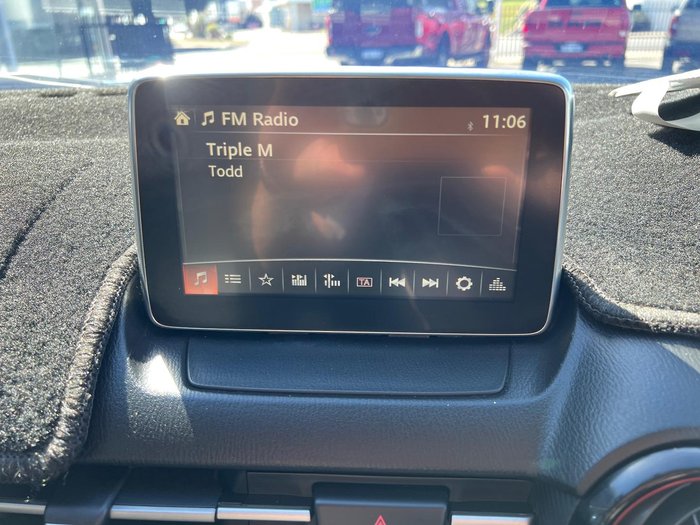 FM Radio
11:06
Triple M
Todd
TA